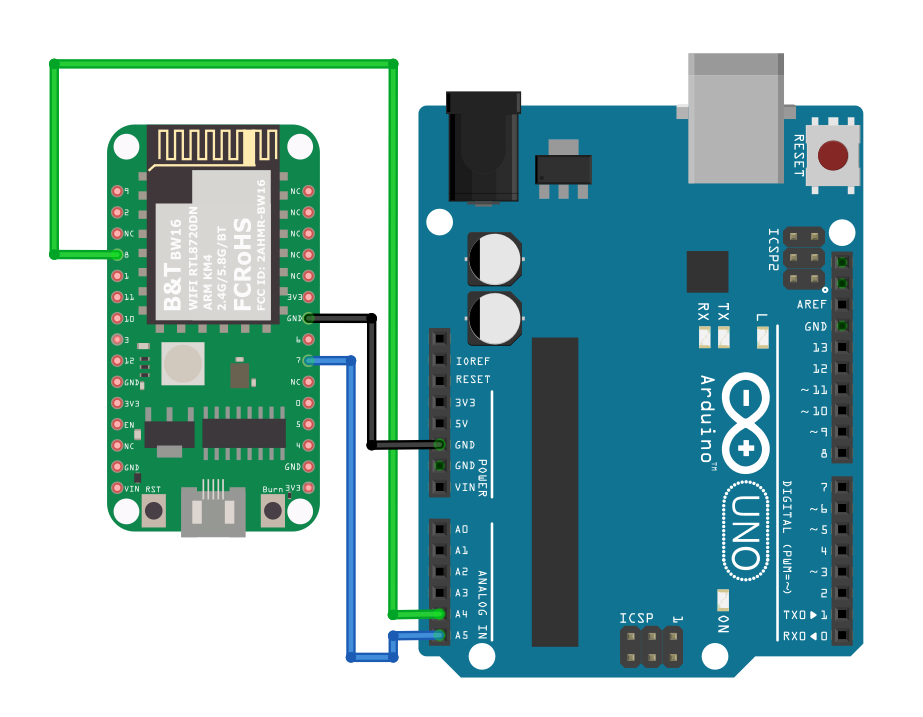 9
2
NC
8
1
11
10
3
12
GND
3V3
EN
NC
GND
VIN
RST
B&T BW16
WIFI RTL8720DN
ARM KM4
2.4G/5.8G/BT
FCRoHS
FCC ID: 2AHMR-BW16
NC
NC
NC
NC
NC
3V3
GND
6
7
NC
0
5
4
GND
3V3
Burn
IOREF
RESET
3V3
5V
GND
GND
VIN
POWER
A0
A1
A2
A3
A4
A5
ANALOG IN
RESET
ICSP2
RX
TX
L
Arduino™
UNO
ON
ICSP
1
AREF
GND
13
12
~11
~10
~9
8
7
~6
~5
4
~3
2
TX0▶1
RX0◀0
DIGITAL (PWM=~)